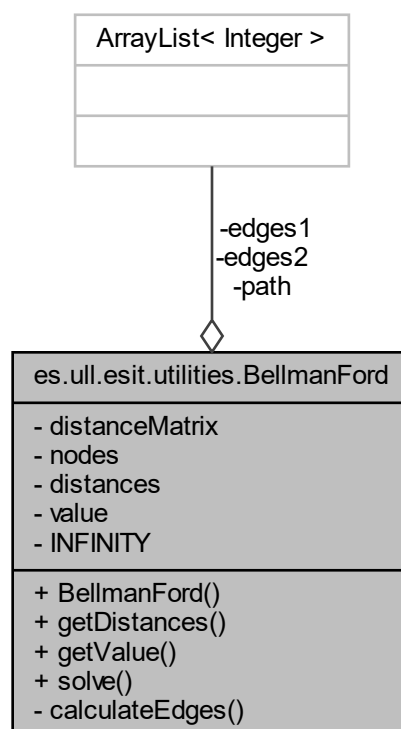 ArrayList< Integer >
-edges1
-edges2
-path
es.ull.esit.utilities.BellmanFord
- distanceMatrix
- nodes
- distances
- value
- INFINITY
+ BellmanFord()
+ getDistances()
+ getValue()
+ solve()
- calculateEdges()